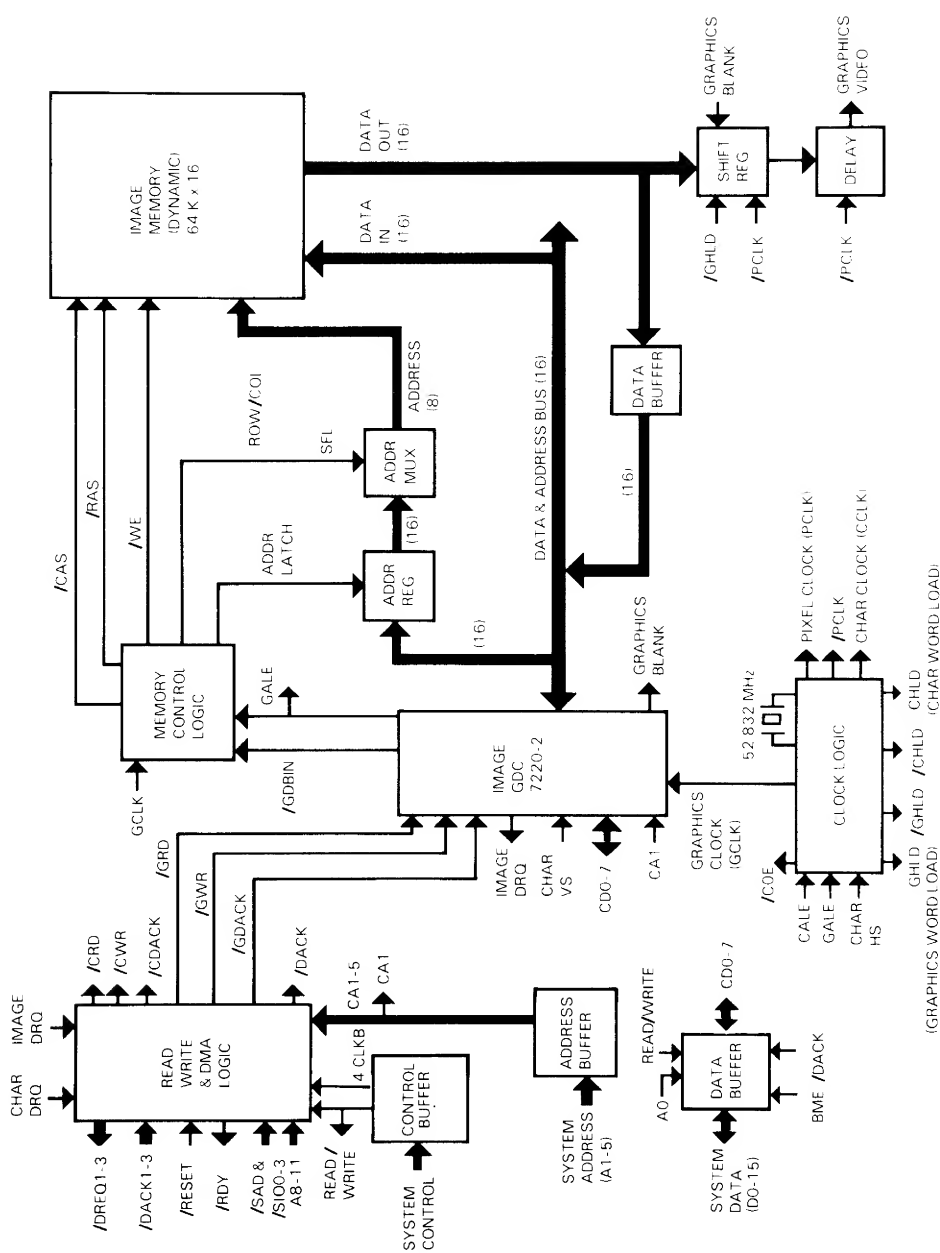 IMAGE
MEMORY
(DYNAMIC)
64 K x 16
DATA
IN
(16)
DATA
OUT
(16)
GRAPHICS
BLANK
SHIFT
REG
/GHLD
/PCLK
GRAPHICS
VIDEO
DELAY
/PCLK
/CAS
/RAS
/WE
ROW/COl
SEL
ADDR
LATCH
ADDRESS
(8)
ADDR
MUX
(16)
ADDR
REG
(16)
DATA & ADDRESS BUS (16)
DATA
BUFFER
(16)
MEMORY
CONTROL
LOGIC
GCLK
GALE
/GDBIN
IMAGE
GDC
7220-2
GRAPHICS
BLANK
IMAGE
DRQ
CHAR
VS
CD0-7
CA1
GRAPHICS
CLOCK
(GCLK)
52 832 MHz
PIXEL CLOCK (PCLK)
/PCLK
CHAR CLOCK (CCLK)
CLOCK LOGIC
/COE
CALE
GALE
CHAR
HS
GHLD
/GHLD
/CHLD
CHLD
(CHAR WORD LOAD)
(GRAPHICS WORD LOAD)
/GRD
/GWR
/GDACK
IMAGE
DRQ
CHAR
DRQ
/CRD
/CWR
/CDACK
/DACK
READ
WRITE
& DMA
LOGIC
/DREQ1-3
/DACK1-3
/RESET
/RDY
/SAD &
/SIO0-3
A8-11
READ/
WRITE
4 CLKB
CA1-5
CA1
CONTROL
BUFFER
SYSTEM
CONTROL
ADDRESS
BUFFER
SYSTEM
ADDRESS
(A1-5)
READ/WRITE
A0
CD0-7
DATA
BUFFER
BME
/DACK
SYSTEM
DATA
(D0-15)